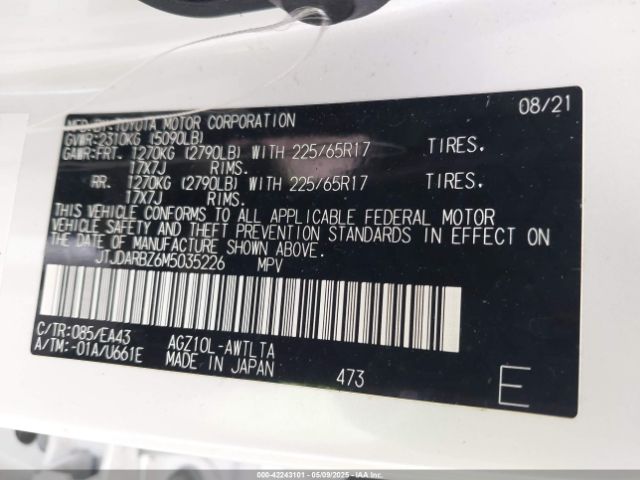 MFD.BY:TOYOTA MOTOR CORPORATION 08/21
GVWR:2310KG (5090LB)
GAWR:FRT. 1270KG (2790LB) WITH 225/65R17 TIRES.
17X7J RIMS.
RR. 1270KG (2790LB) WITH 225/65R17 TIRES.
17X7J RIMS.
THIS VEHICLE CONFORMS TO ALL APPLICABLE FEDERAL MOTOR
VEHICLE SAFETY AND THEFT PREVENTION STANDARDS IN EFFECT ON
THE DATE OF MANUFACTURE SHOWN ABOVE.
JTJDARBZ6M5035226 MPV
C/TR:085/EA43 AGZ10L-AWTLTA
A/TM:-01A/U661E MADE IN JAPAN
473 E
000-42243101 - 05/09/2025 - IAAI.COM